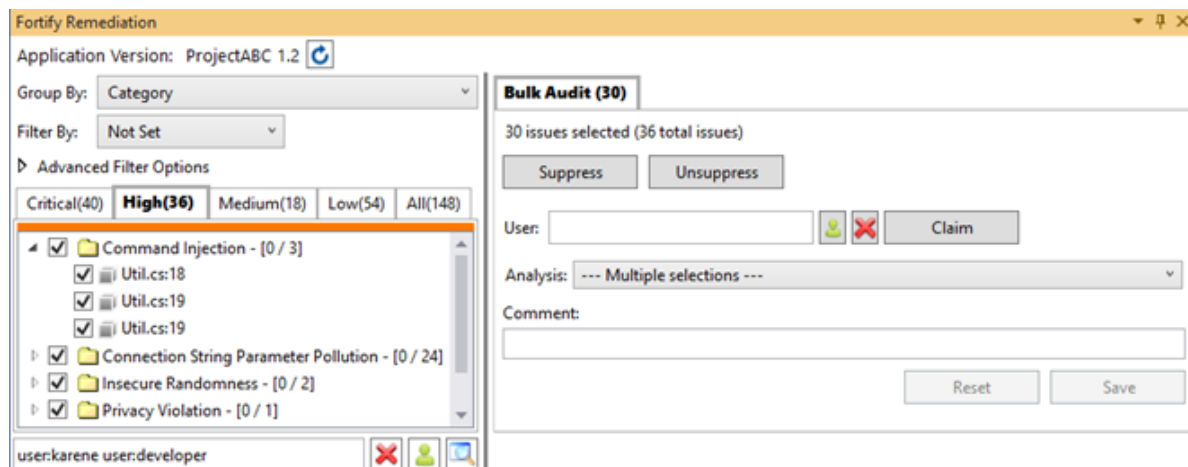 Fortify Remediation
Application Version: ProjectABC 1.2
Group By: Category
Filter By: Not Set
Advanced Filter Options
Critical(40) High(36) Medium(18) Low(54) All(148)
Command Injection - [0 / 3]
Util.cs:18
Util.cs:19
Util.cs:19
Connection String Parameter Pollution - [0 / 24]
Insecure Randomness - [0 / 2]
Privacy Violation - [0 / 1]
user:karene user:developer
Bulk Audit (30)
30 issues selected (36 total issues)
Suppress Unsuppress
User: Claim
Analysis: --- Multiple selections ---
Comment:
Reset Save